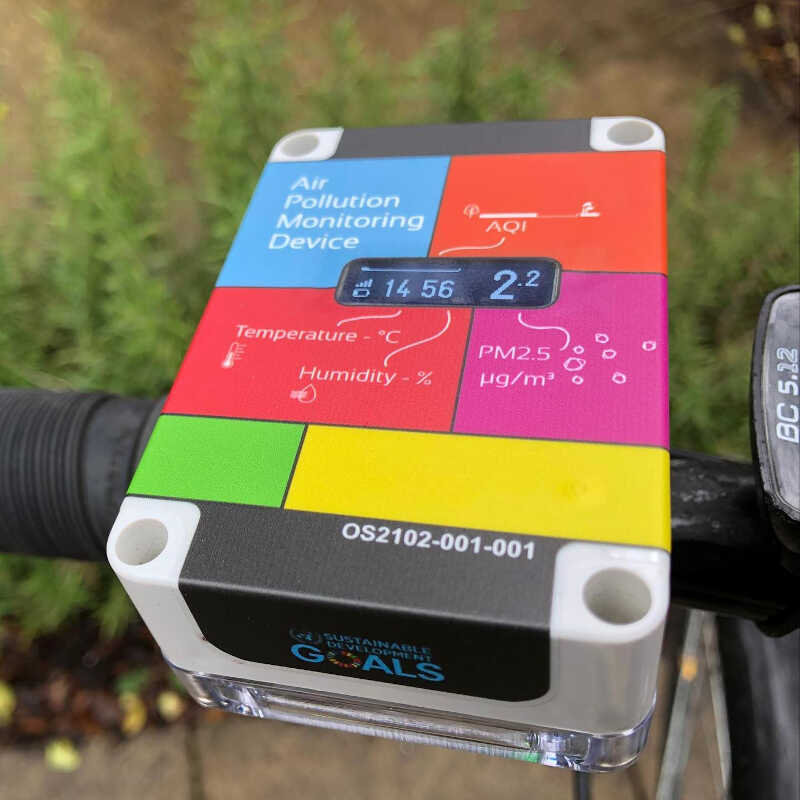 Air
Pollution
Monitoring
Device
AQI
14 56
2.2
Temperature - °C
Humidity - %
PM2.5
µg/m³
OS2102-001-001
SUSTAINABLE
DEVELOPMENT
GOALS
BC 5.12